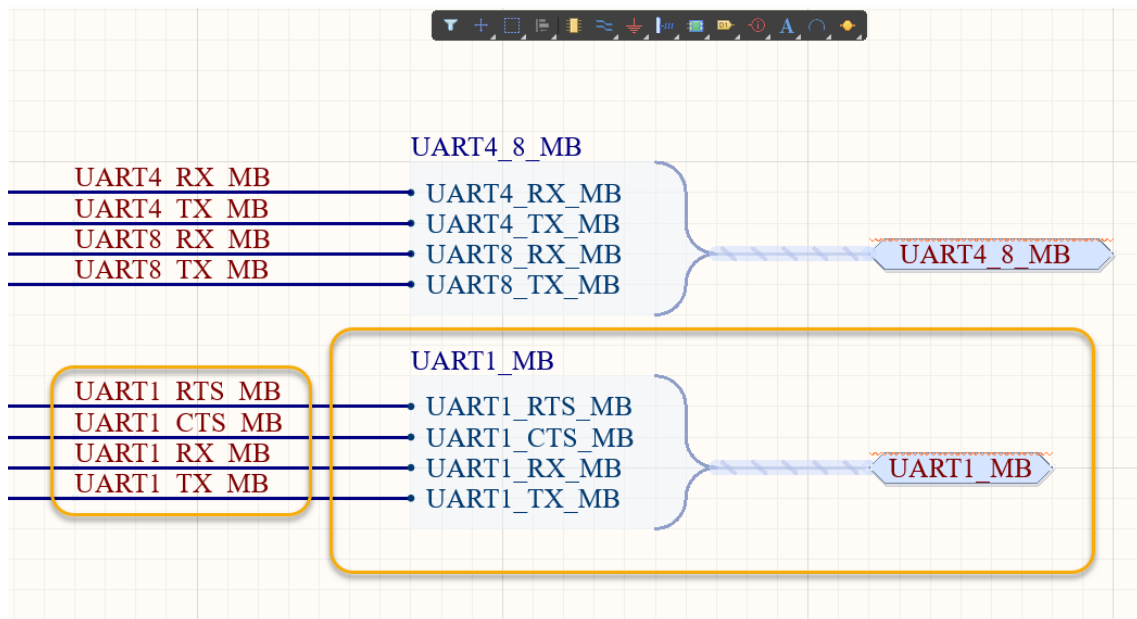 UART4_8_MB
UART4_RX_MB
UART4_TX_MB
UART8_RX_MB
UART8_TX_MB
UART4_RX_MB
UART4_TX_MB
UART8_RX_MB
UART8_TX_MB
UART4_8_MB
UART1_MB
UART1_RTS_MB
UART1_CTS_MB
UART1_RX_MB
UART1_TX_MB
UART1_RTS_MB
UART1_CTS_MB
UART1_RX_MB
UART1_TX_MB
UART1_MB